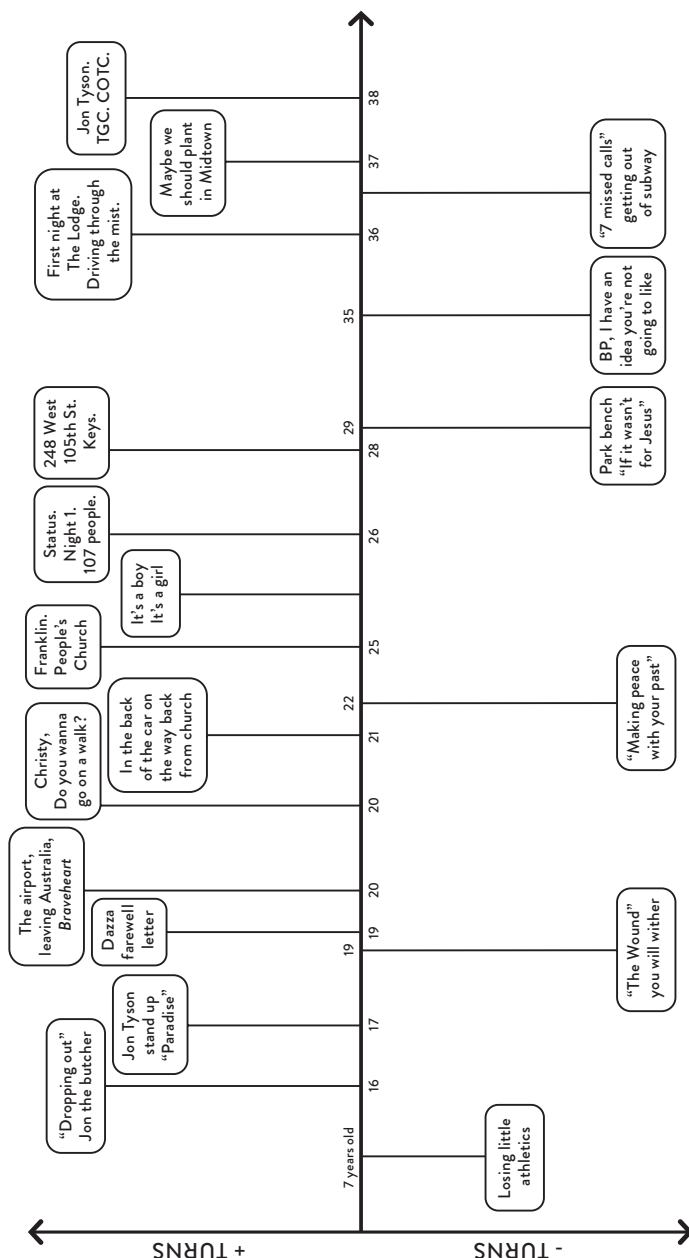 + TURNS
- TURNS
"Dropping out"
Jon the butcher
Jon Tyson
stand up
"Paradise"
Dazza
farewell
letter
The airport,
leaving Australia,
Braveheart
Christy,
Do you wanna
go on a walk?
In the back
of the car on
the way back
from church
Franklin.
People's
Church
It's a boy
It's a girl
Status.
Night 1.
107 people.
248 West
105th St.
Keys.
First night at
The Lodge.
Driving through
the mist.
Maybe we
should plant
in Midtown
Jon Tyson.
TGC. COTC.
7 years old
16
17
19
19
20
20
21
22
25
26
28
29
35
36
37
38
Losing little
athletics
"The Wound"
you will wither
"Making peace
with your past"
Park bench
"If it wasn't
for Jesus"
BP, I have an
idea you're not
going to like
"7 missed calls"
getting out
of subway